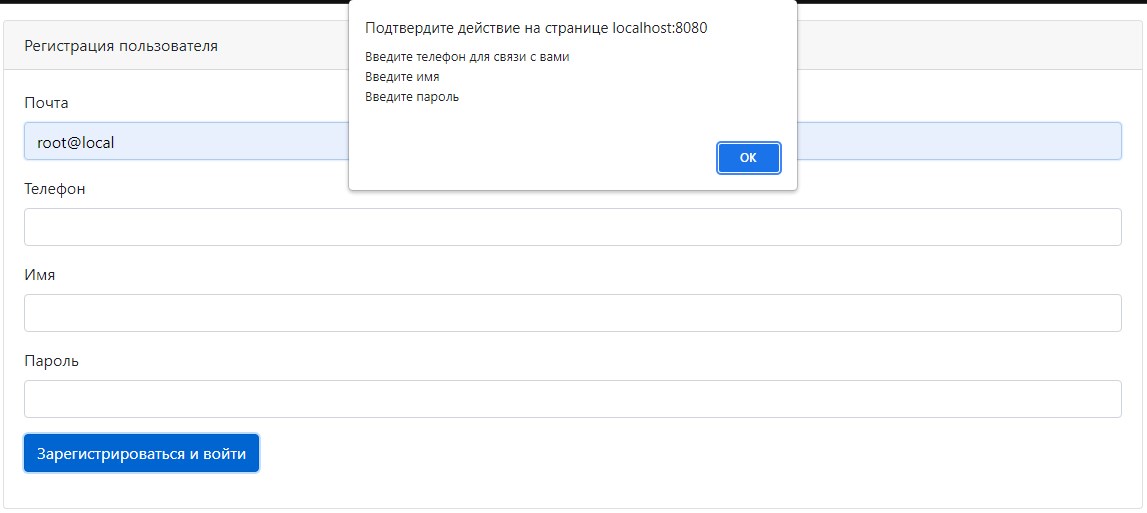 Подтвердите действие на странице localhost:8080
Введите телефон для связи с вами
Введите имя
Введите пароль
OK
Регистрация пользователя
Почта
root@local
Телефон
Имя
Пароль
Зарегистрироваться и войти